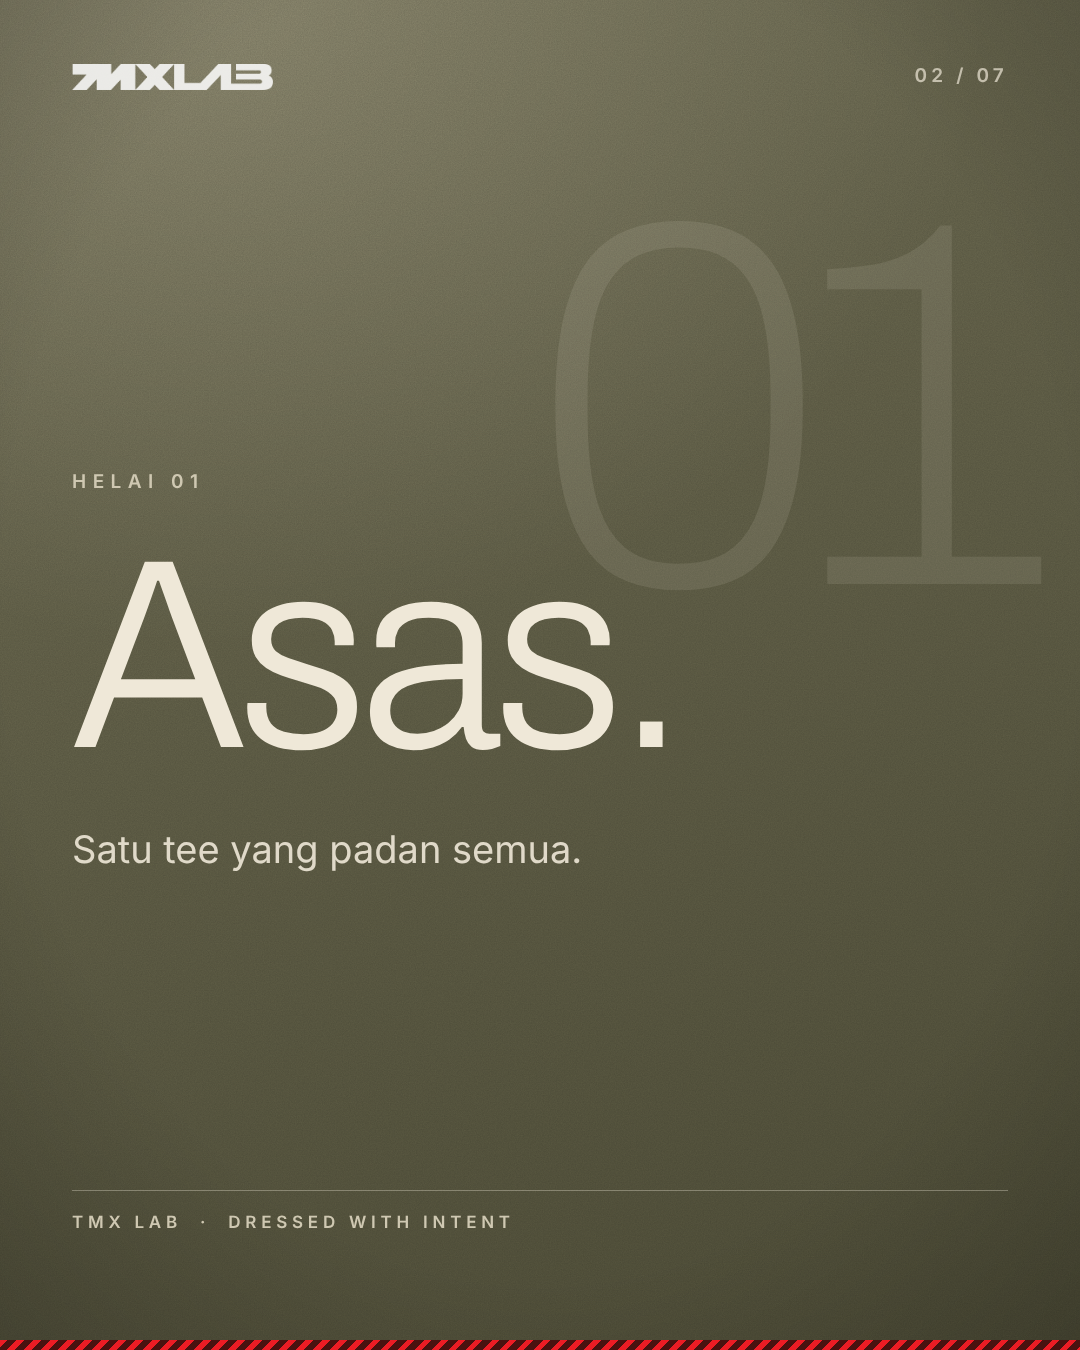 TMXLAB
02 / 07
01
HELAI 01
Asas.
Satu tee yang padan semua.
TMX LAB · DRESSED WITH INTENT